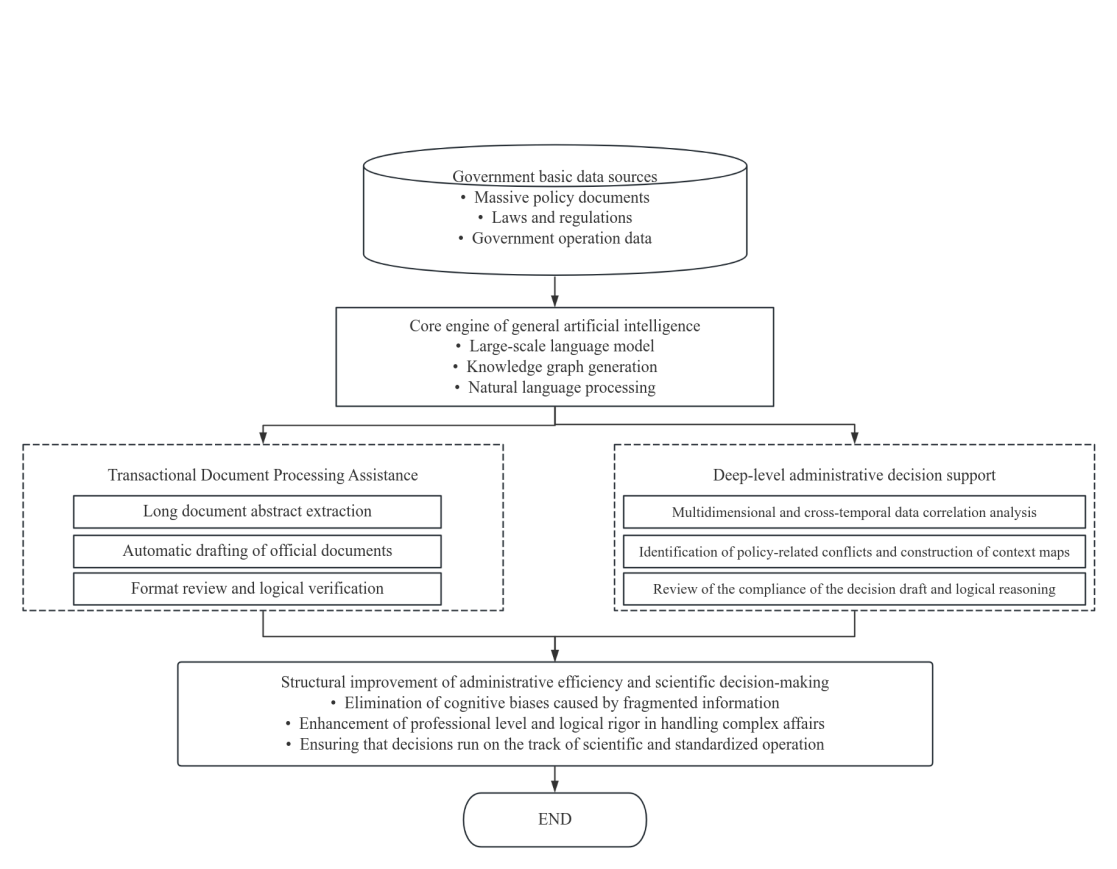 Government basic data sources
• Massive policy documents
• Laws and regulations
• Government operation data
Core engine of general artificial intelligence
• Large-scale language model
• Knowledge graph generation
• Natural language processing
Transactional Document Processing Assistance
Long document abstract extraction
Automatic drafting of official documents
Format review and logical verification
Deep-level administrative decision support
Multidimensional and cross-temporal data correlation analysis
Identification of policy-related conflicts and construction of context maps
Review of the compliance of the decision draft and logical reasoning
Structural improvement of administrative efficiency and scientific decision-making
• Elimination of cognitive biases caused by fragmented information
• Enhancement of professional level and logical rigor in handling complex affairs
• Ensuring that decisions run on the track of scientific and standardized operation
END